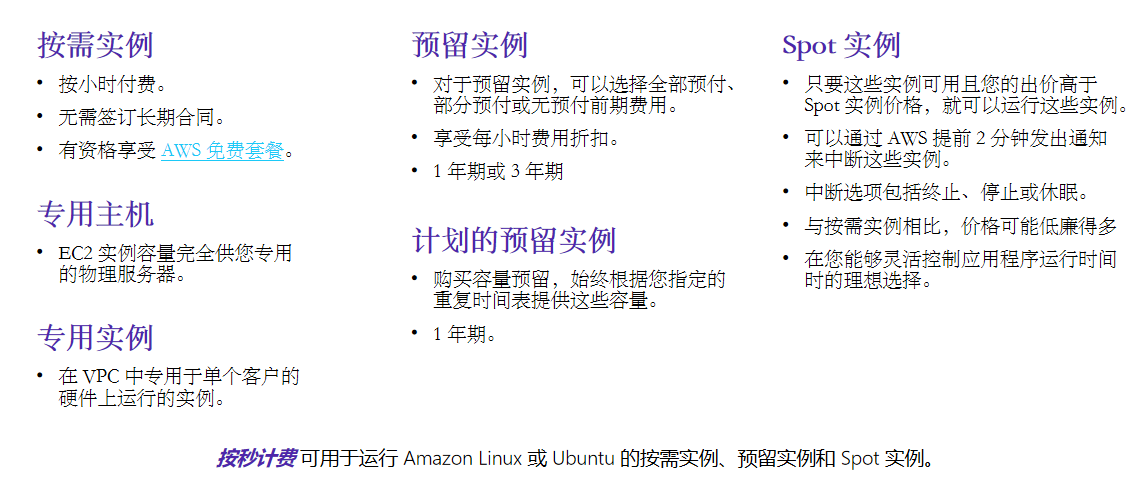 按需实例
• 按小时付费。
• 无需签订长期合同。
• 有资格享受 AWS 免费套餐。
专用主机
• EC2 实例容量完全供您专用
的物理服务器。
专用实例
• 在 VPC 中专用于单个客户的
硬件上运行的实例。
预留实例
• 对于预留实例，可以选择全部预付、
部分预付或无预付前期费用。
• 享受每小时费用折扣。
• 1 年期或 3 年期
计划的预留实例
• 购买容量预留，始终根据您指定的
重复时间表提供这些容量。
• 1 年期。
Spot 实例
• 只要这些实例可用且您的出价高于
Spot 实例价格，就可以运行这些实例。
• 可以通过 AWS 提前 2 分钟发出通知
来中断这些实例。
• 中断选项包括终止、停止或休眠。
• 与按需实例相比，价格可能低廉得多
• 在您能够灵活控制应用程序运行时间
时的理想选择。
按秒计费 可用于运行 Amazon Linux 或 Ubuntu 的按需实例、预留实例和 Spot 实例。